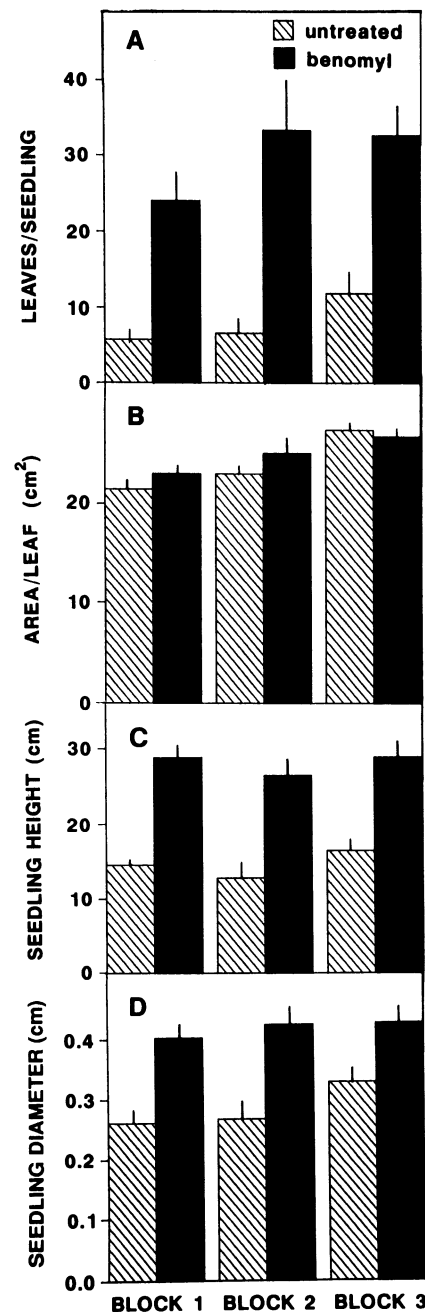 A
untreated
benomyl
40
30
20
10
0
LEAVES/SEEDLING
B
20
10
0
AREA/LEAF (cm²)
C
30
20
10
0
SEEDLING HEIGHT (cm)
D
0.4
0.3
0.2
0.1
0.0
SEEDLING DIAMETER (cm)
BLOCK 1 BLOCK 2 BLOCK 3